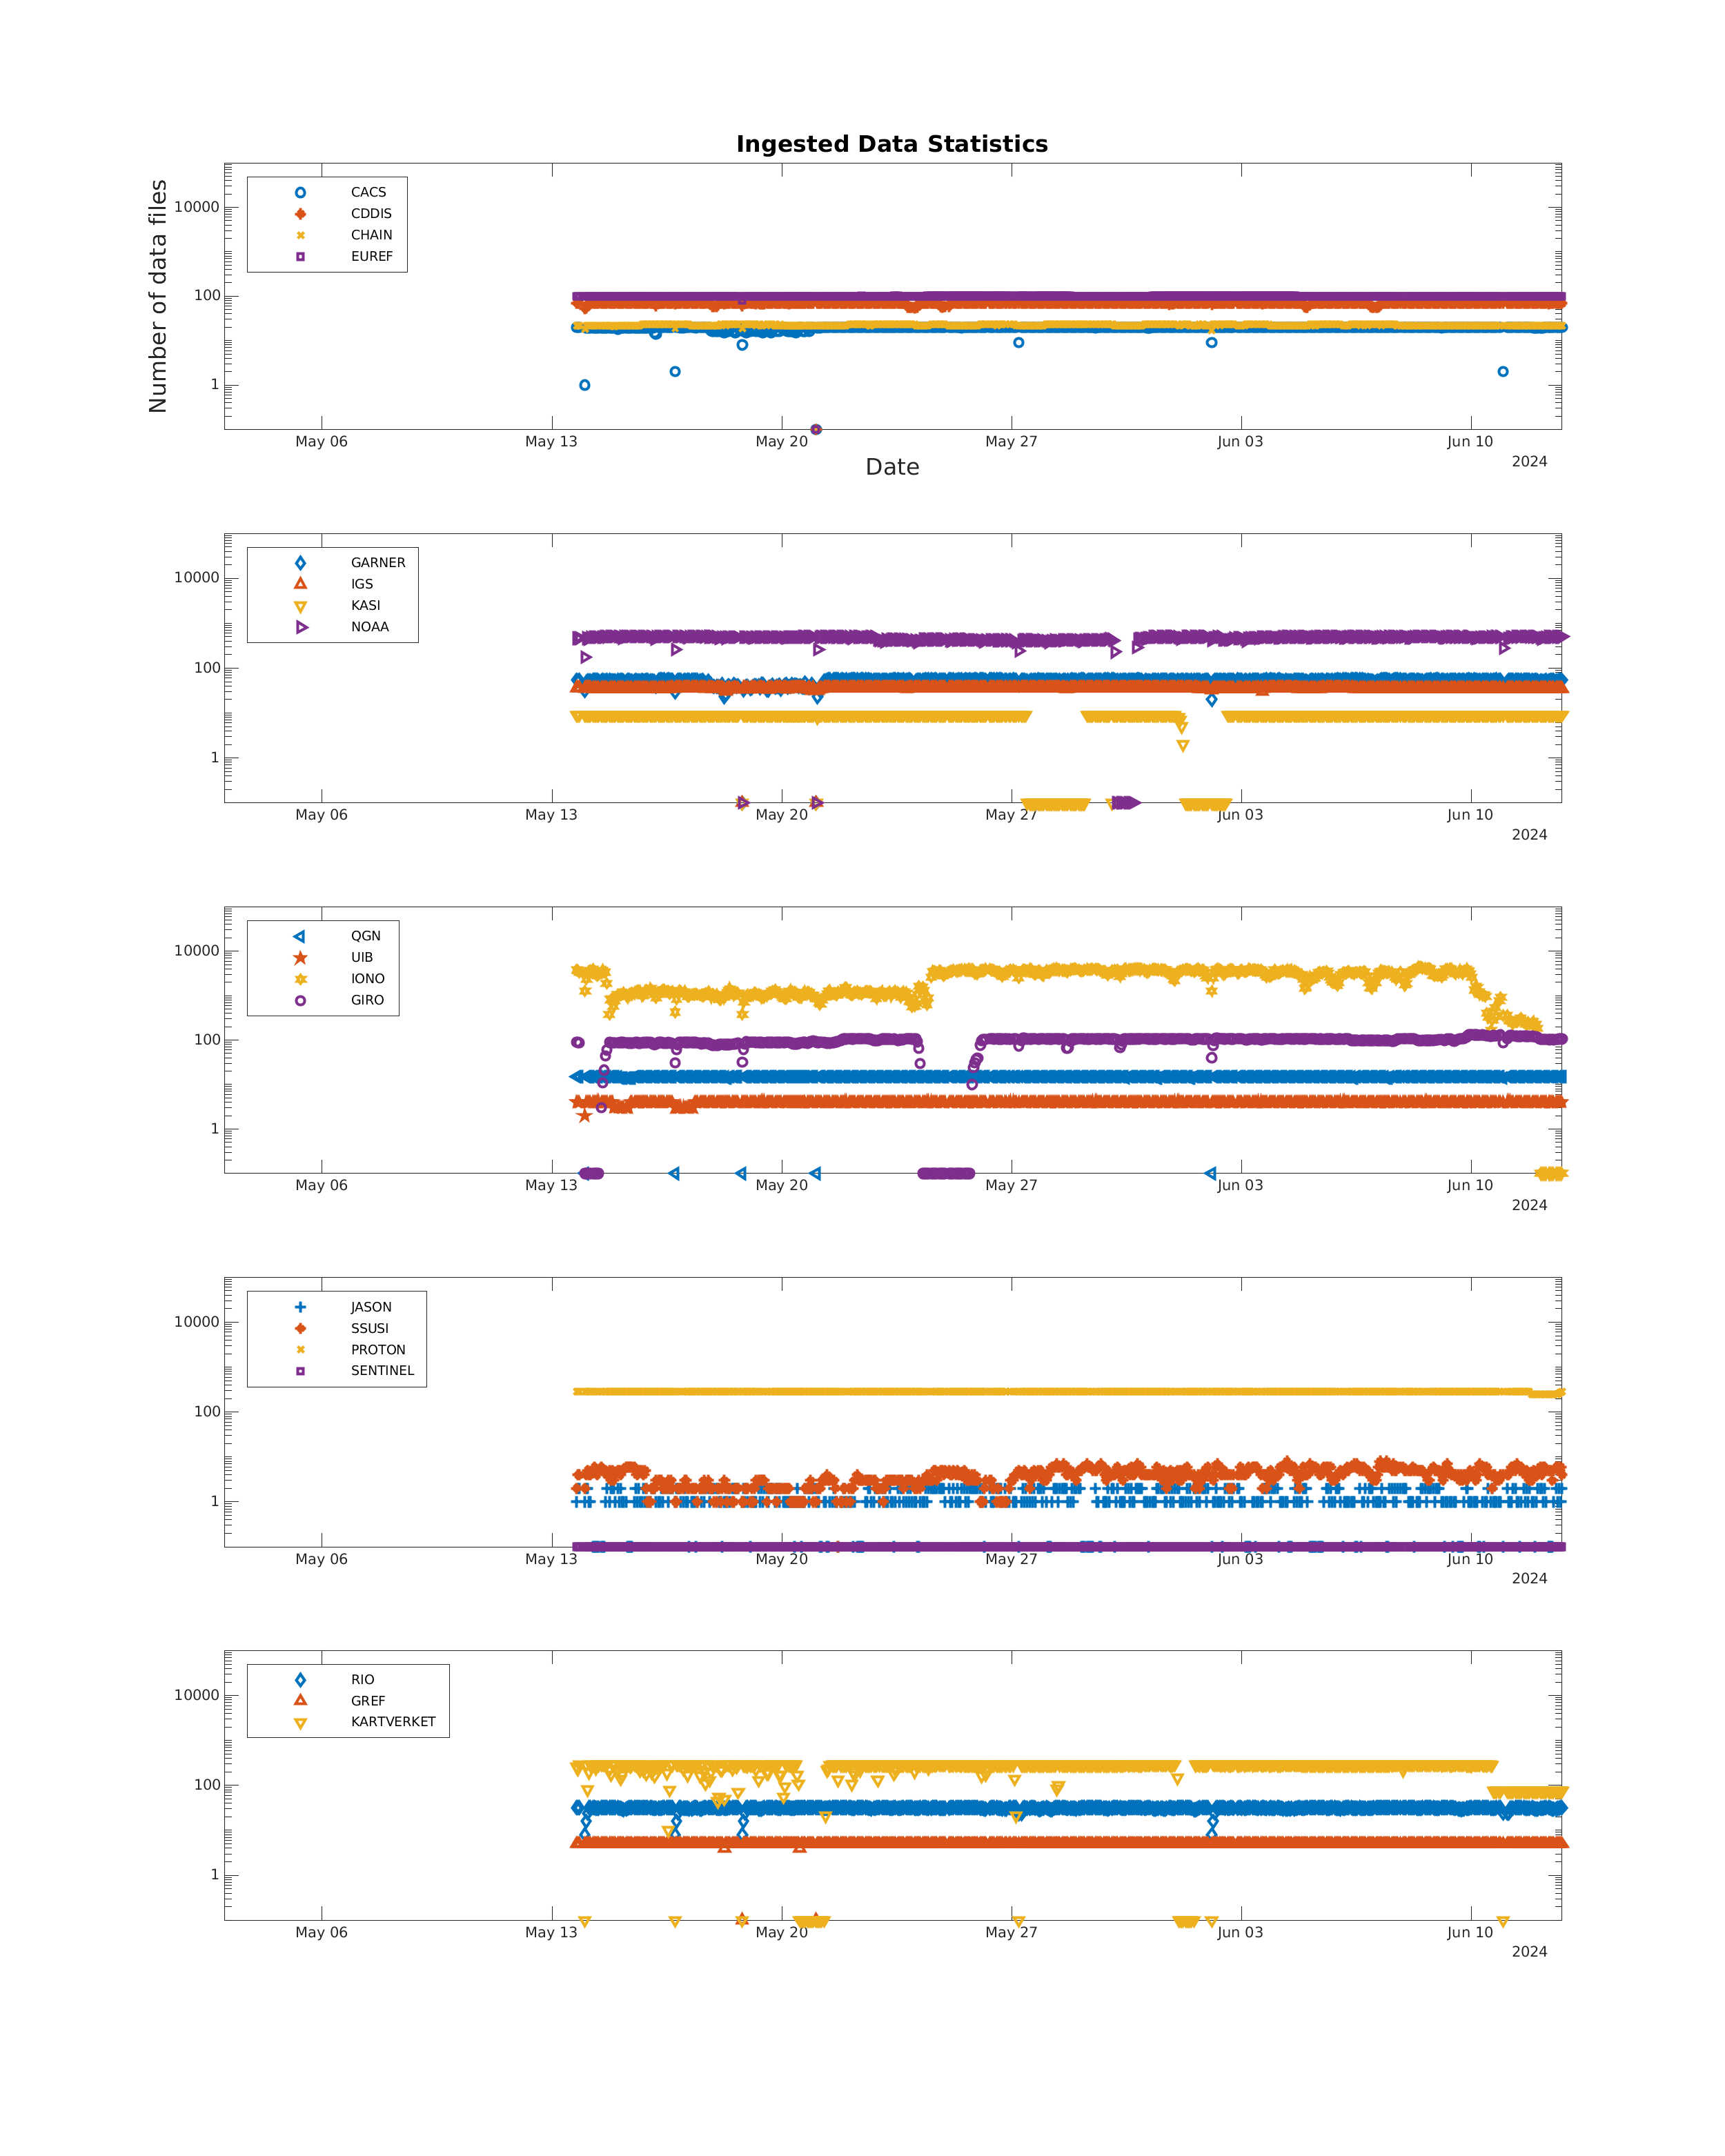 Ingested Data Statistics
Number of data files
CACS
CDDIS
CHAIN
EUREF
10000
100
1
May 06 May 13 May 20 May 27 Jun 03 Jun 10
2024
Date
GARNER
IGS
KASI
NOAA
10000
100
1
May 06 May 13 May 20 May 27 Jun 03 Jun 10
2024
QGN
UIB
IONO
GIRO
10000
100
1
May 06 May 13 May 20 May 27 Jun 03 Jun 10
2024
JASON
SSUSI
PROTON
SENTINEL
10000
100
1
May 06 May 13 May 20 May 27 Jun 03 Jun 10
2024
RIO
GREF
KARTVERKET
10000
100
1
May 06 May 13 May 20 May 27 Jun 03 Jun 10
2024